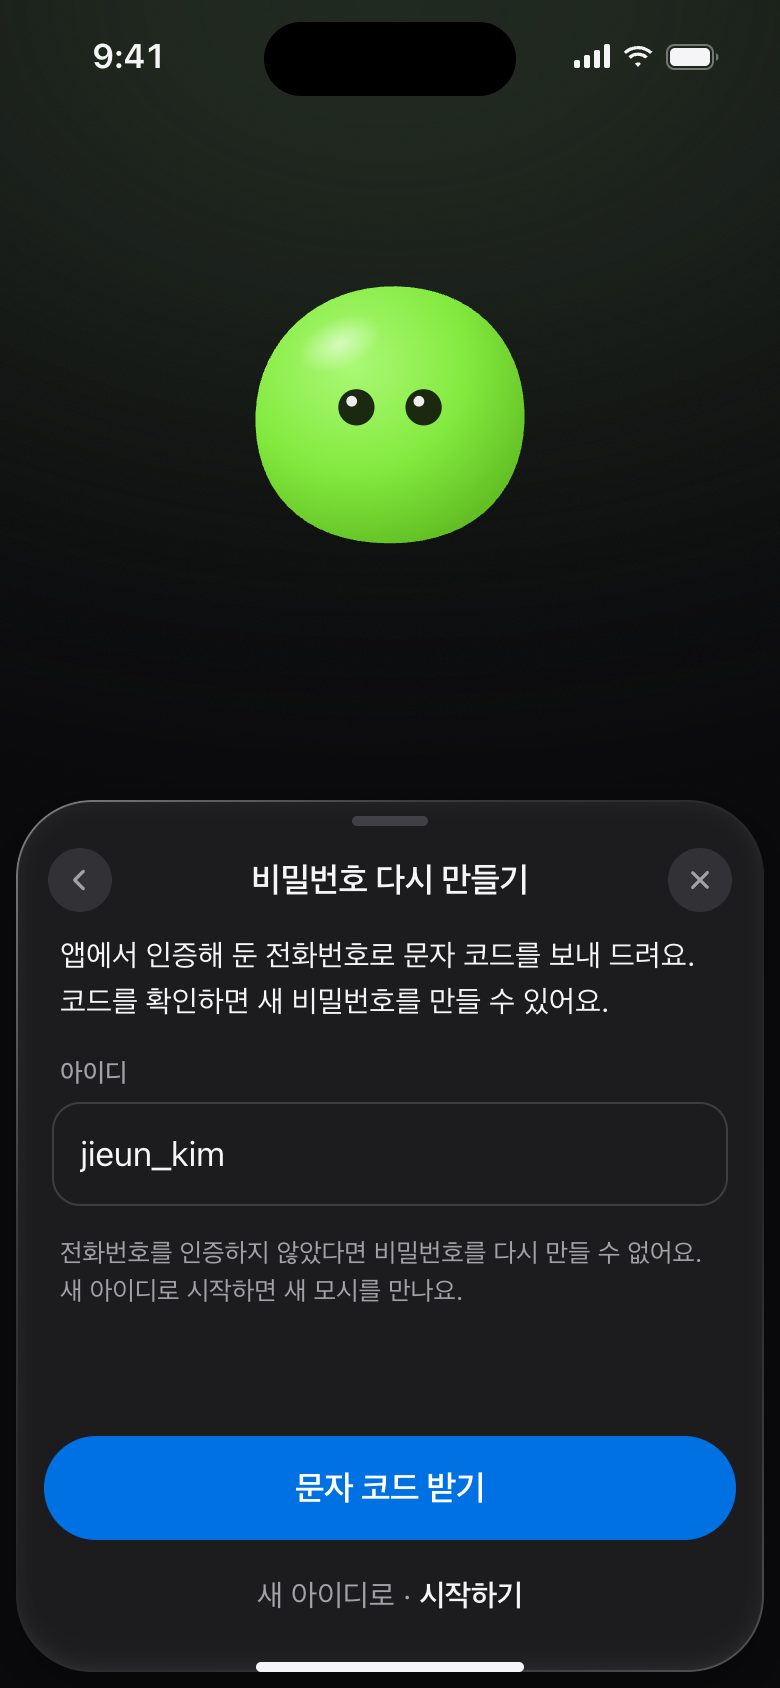 9:41
비밀번호 다시 만들기
앱에서 인증해 둔 전화번호로 문자 코드를 보내 드려요.
코드를 확인하면 새 비밀번호를 만들 수 있어요.
아이디
jieun_kim
전화번호를 인증하지 않았다면 비밀번호를 다시 만들 수 없어요.
새 아이디로 시작하면 새 모시를 만나요.
문자 코드 받기
새 아이디로 · 시작하기